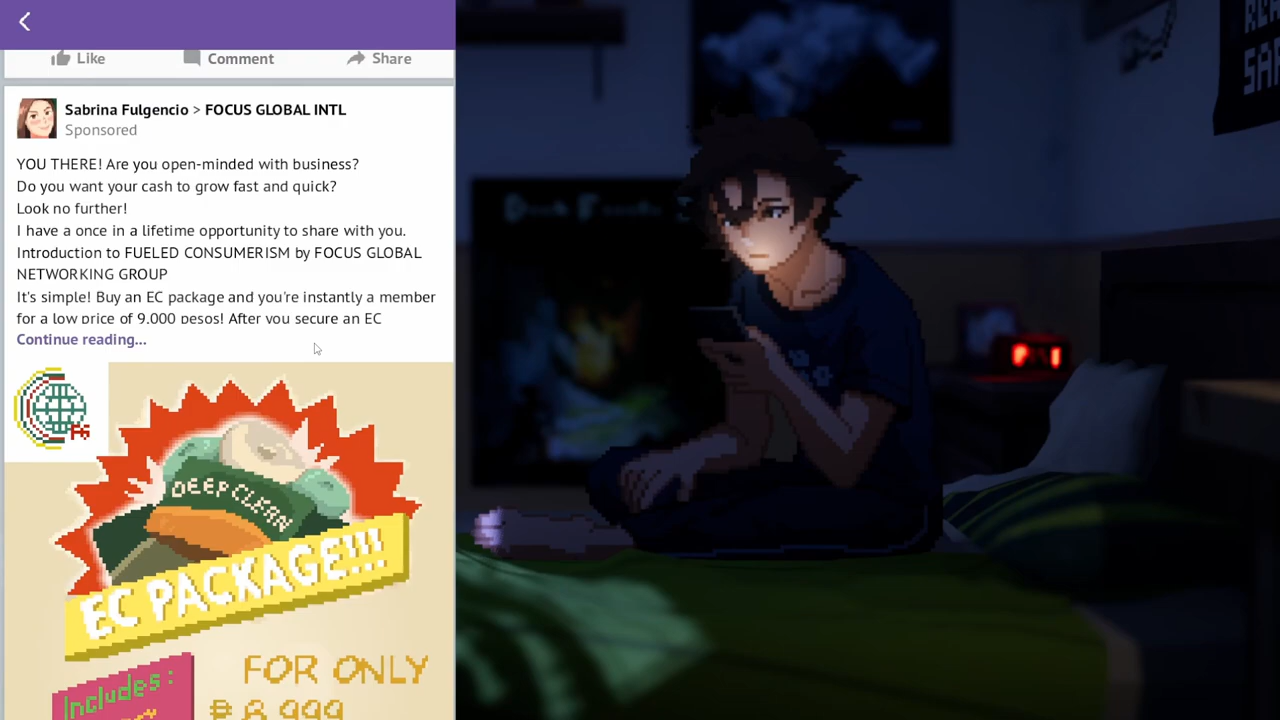 Like
Comment
Share
Sabrina Fulgencio > FOCUS GLOBAL INTL
Sponsored
YOU THERE! Are you open-minded with business?
Do you want your cash to grow fast and quick?
Look no further!
I have a once in a lifetime opportunity to share with you.
Introduction to FUELED CONSUMERISM by FOCUS GLOBAL
NETWORKING GROUP
It's simple! Buy an EC package and you're instantly a member
for a low price of 9,000 pesos! After you secure an EC
Continue reading...
FG
DEEP CLEAN
EC PACKAGE!!!
Includes:
FOR ONLY
₱ 8,999